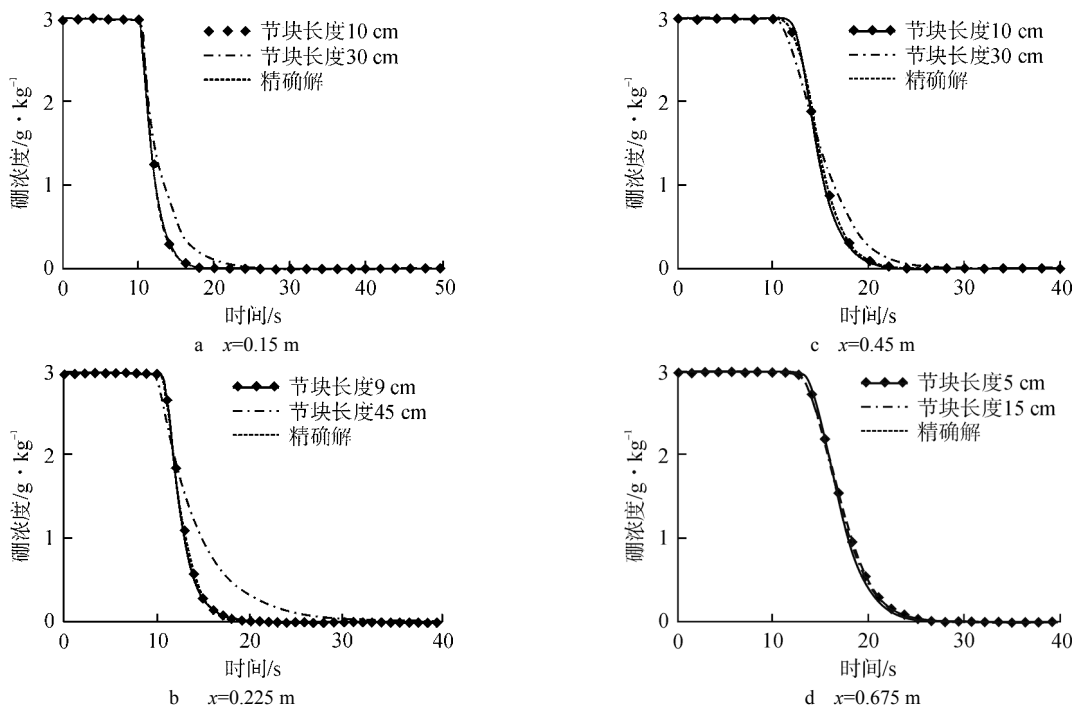 3
2
1
0
硼浓度/g·kg⁻¹
节块长度10 cm
节块长度30 cm
精确解
0 10 20 30 40 50
时间/s
a x=0.15 m
3
2
1
0
硼浓度/g·kg⁻¹
节块长度10 cm
节块长度30 cm
精确解
0 10 20 30 40
时间/s
c x=0.45 m
3
2
1
0
硼浓度/g·kg⁻¹
节块长度9 cm
节块长度45 cm
精确解
0 10 20 30 40
时间/s
b x=0.225 m
3
2
1
0
硼浓度/g·kg⁻¹
节块长度5 cm
节块长度15 cm
精确解
0 10 20 30 40
时间/s
d x=0.675 m